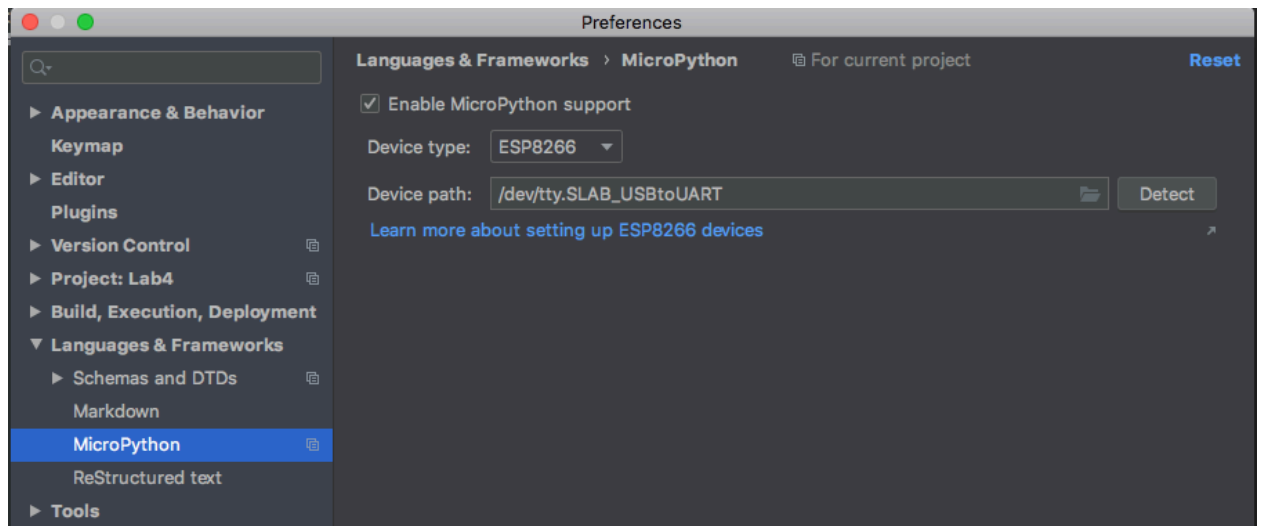 Preferences
Languages & Frameworks › MicroPython For current project Reset
Appearance & Behavior
Keymap
Editor
Plugins
Version Control
Project: Lab4
Build, Execution, Deployment
Languages & Frameworks
Schemas and DTDs
Markdown
MicroPython
ReStructured text
Tools
Enable MicroPython support
Device type: ESP8266
Device path: /dev/tty.SLAB_USBtoUART Detect
Learn more about setting up ESP8266 devices